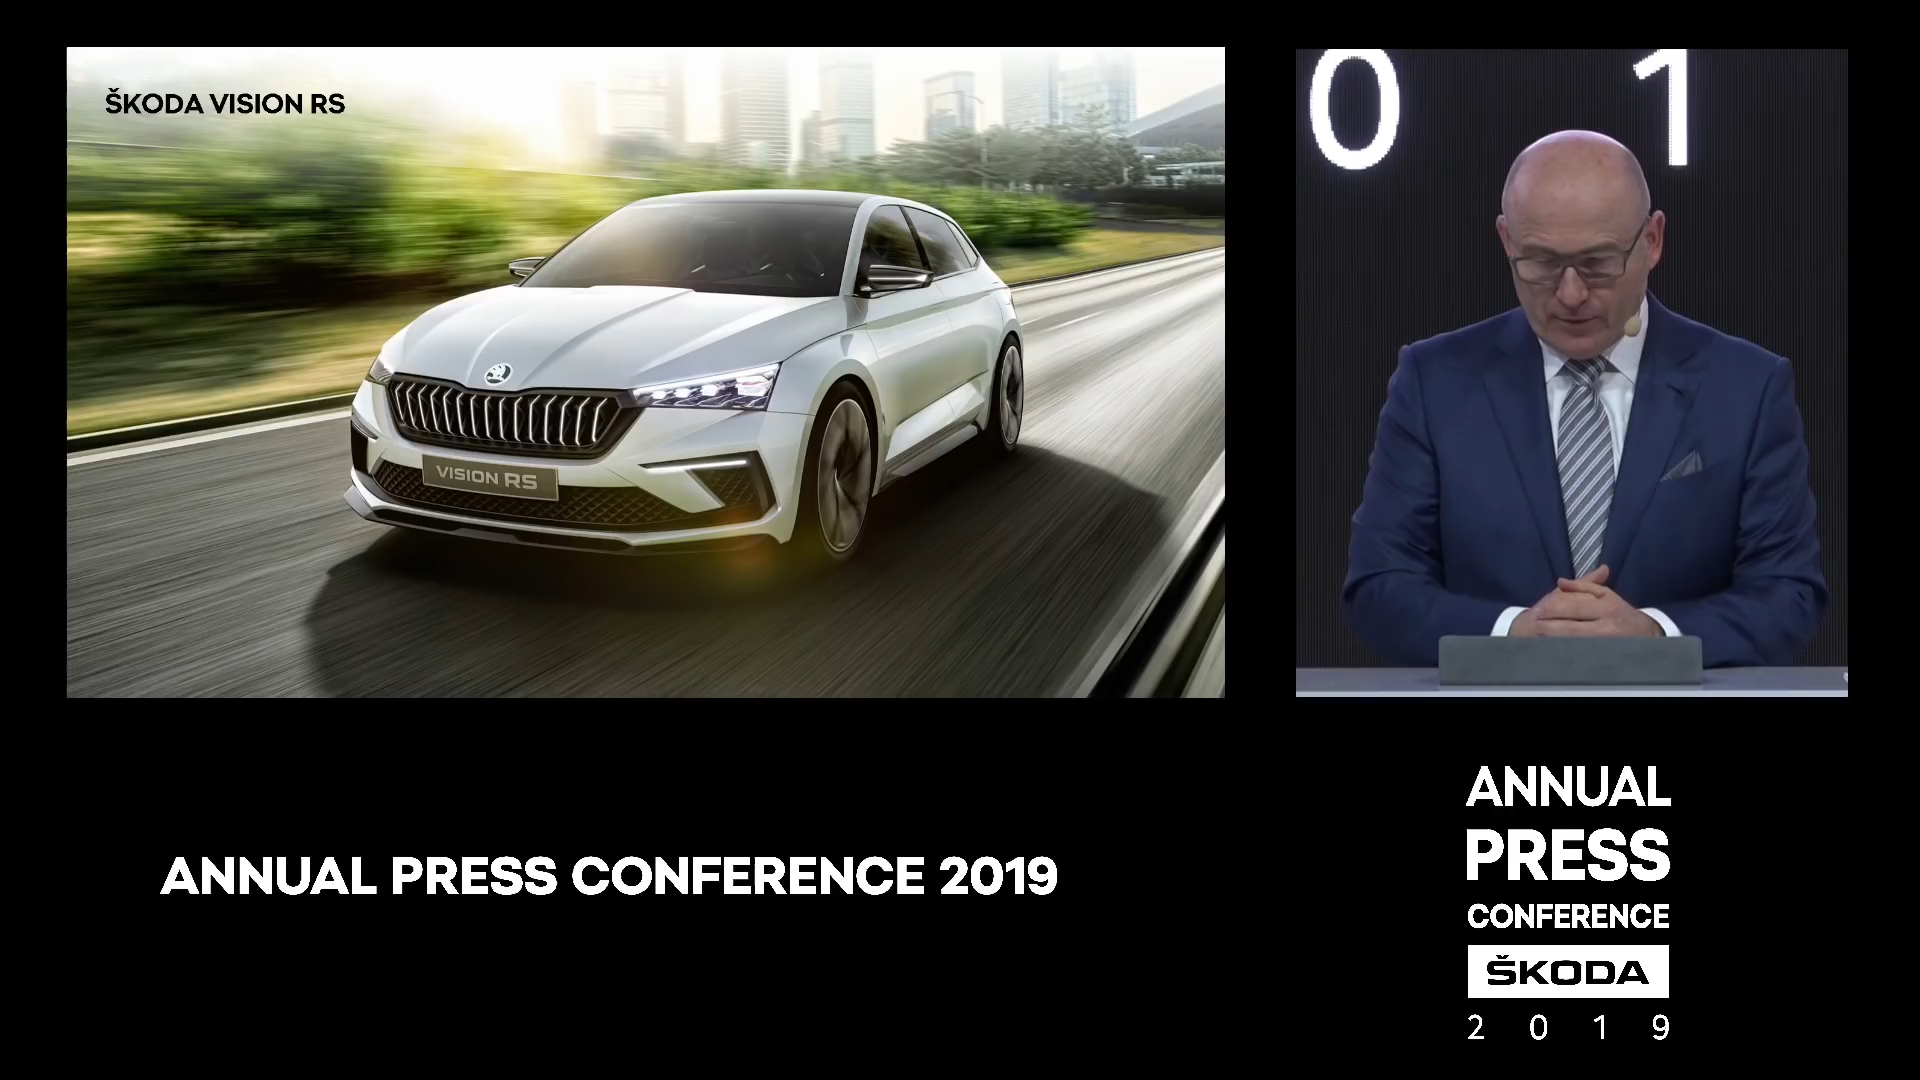 ŠKODA VISION RS
VISION RS
0 1
ANNUAL PRESS CONFERENCE 2019
ANNUAL
PRESS
CONFERENCE
ŠKODA
2 0 1 9